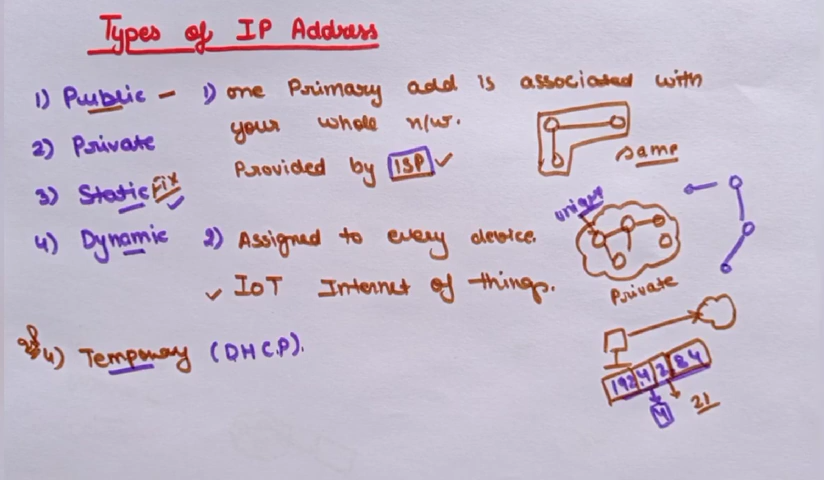 Types of IP Address
1) Public - 1) one Primary add is associated with
your whole n/w.
2) Private
Provided by ISP
same
3) Static Fix
unique
4) Dynamic 2) Assigned to every device.
IoT Internet of things.
Private
4) Temporary (DHCP).
192.4.2.84
4
21